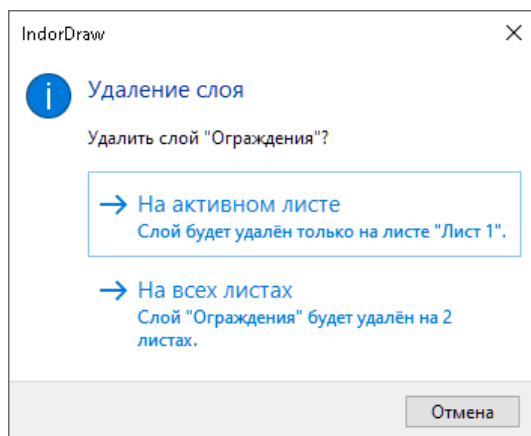 IndorDraw
Удаление слоя
Удалить слой "Ограждения"?
На активном листе
Слой будет удалён только на листе "Лист 1".
На всех листах
Слой "Ограждения" будет удалён на 2
листах.
Отмена